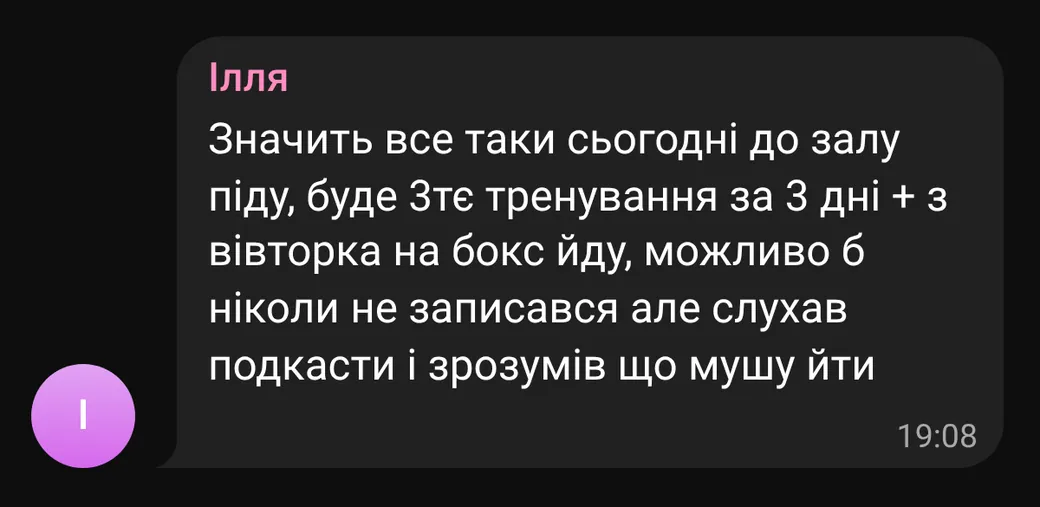 Ілля
Значить все таки сьогодні до залу
піду, буде 3тє тренування за 3 дні + з
вівторка на бокс йду, можливо б
ніколи не записався але слухав
подкасти і зрозумів що мушу йти
І
19:08